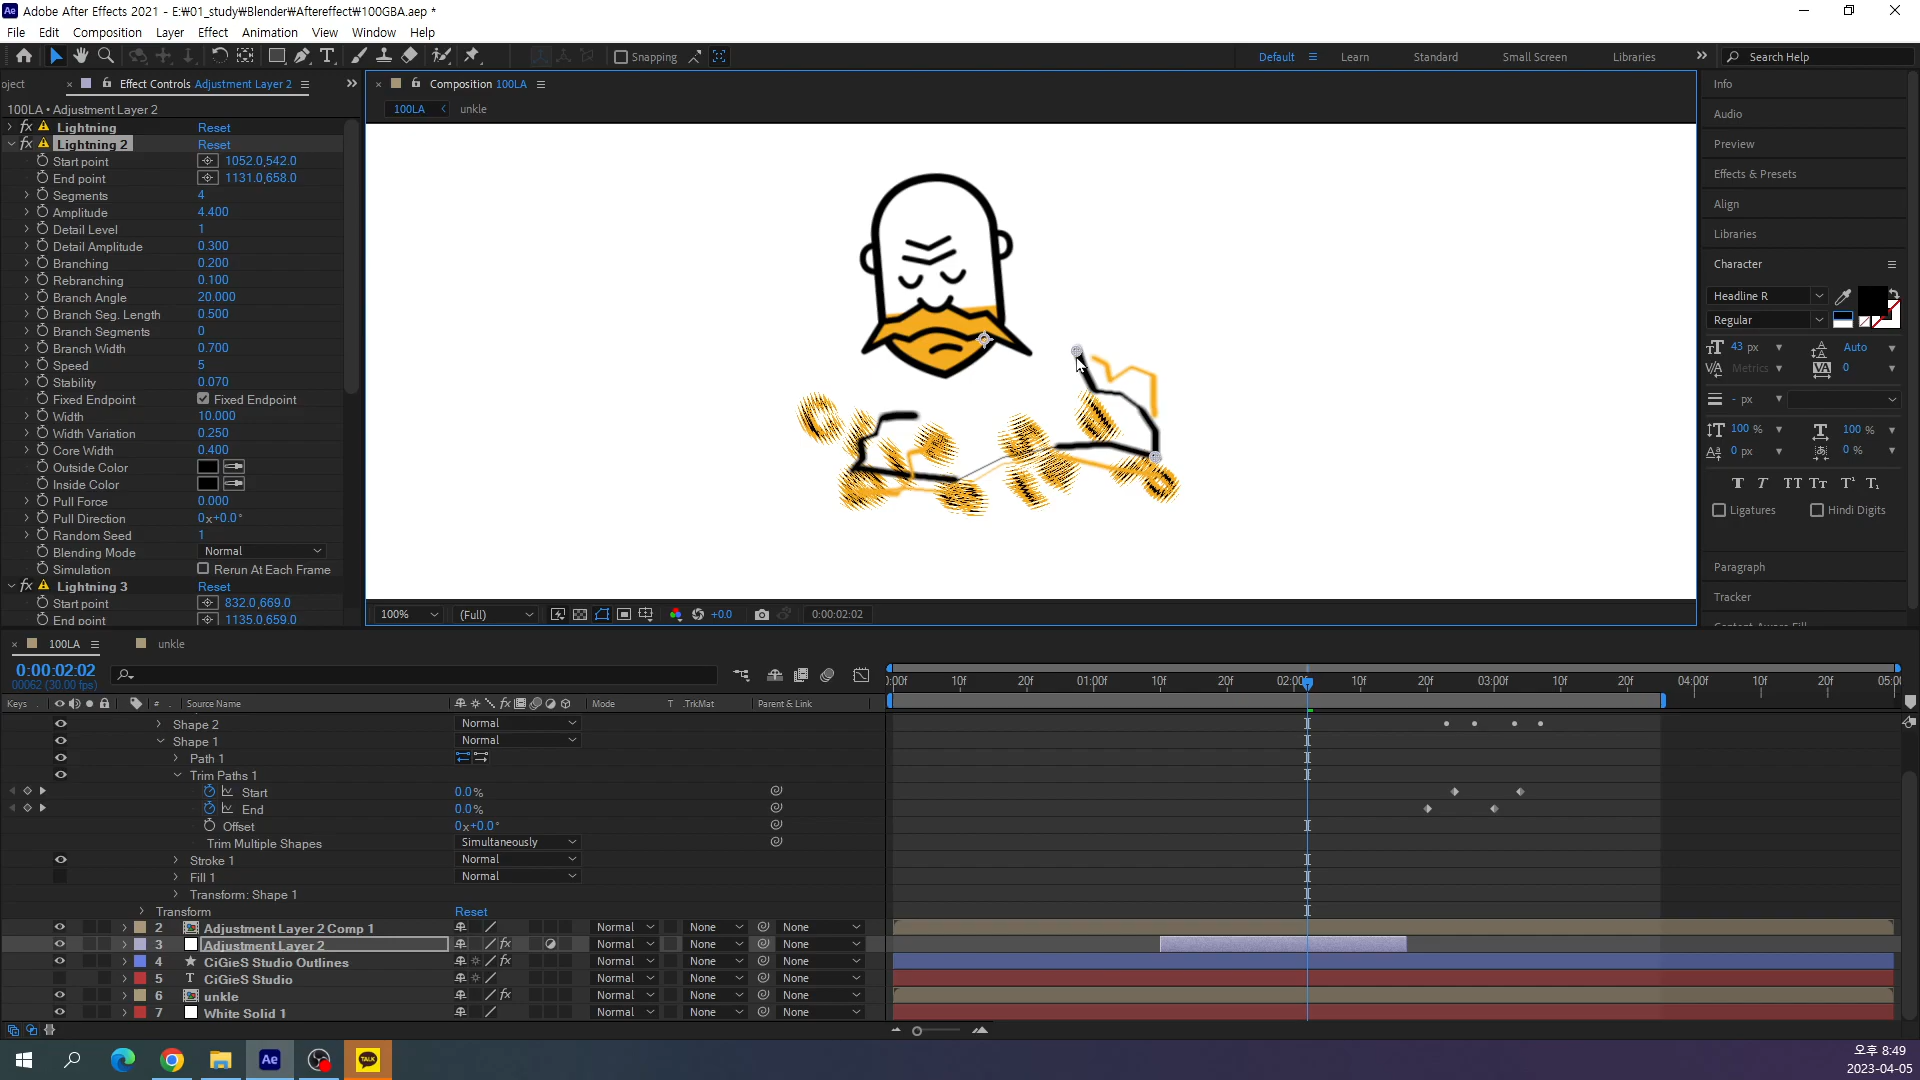 Ae Adobe After Effects 2021 - E:₩01_study₩Blender₩Aftereffect₩100GBA.aep *
File Edit Composition Layer Effect Animation View Window Help
Snapping Default Learn Standard Small Screen Libraries Search Help
oject Effect Controls Adjustment Layer 2
100LA • Adjustment Layer 2
fx Lightning Reset
fx Lightning 2 Reset
Start point 1052.0,542.0
End point 1131.0,658.0
Segments 4
Amplitude 4.400
Detail Level 1
Detail Amplitude 0.300
Branching 0.200
Rebranching 0.100
Branch Angle 20.000
Branch Seg. Length 0.500
Branch Segments 0
Branch Width 0.700
Speed 5
Stability 0.070
Fixed Endpoint Fixed Endpoint
Width 10.000
Width Variation 0.250
Core Width 0.400
Outside Color
Inside Color
Pull Force 0.000
Pull Direction 0x+0.0°
Random Seed 1
Blending Mode Normal
Simulation Rerun At Each Frame
fx Lightning 3 Reset
Start point 832.0,669.0
End point 1135.0,659.0
Composition 100LA
100LA unkle
100% (Full) +0.0 0:00:02:02
Info
Audio
Preview
Effects & Presets
Align
Libraries
Character
Headline R
Regular
43 px Auto
Metrics 0
- px
100 % 100 %
0 px 0 %
Ligatures Hindi Digits
Paragraph
Tracker
100LA unkle
0:00:02:02
00062 (30.00 fps)
):00f 10f 20f 01:00f 10f 20f 02:00f 10f 20f 03:00f 10f 20f 04:00f 10f 20f 05:00
Keys # Source Name Mode T .TrkMat Parent & Link
Shape 2 Normal
Shape 1 Normal
Path 1
Trim Paths 1
Start 0.0%
End 0.0%
Offset 0x+0.0°
Trim Multiple Shapes Simultaneously
Stroke 1 Normal
Fill 1 Normal
Transform: Shape 1
Transform Reset
2 Adjustment Layer 2 Comp 1 Normal None None
3 Adjustment Layer 2 fx Normal None None
4 CiGieS Studio Outlines fx Normal None None
5 CiGieS Studio Normal None None
6 unkle fx Normal None None
7 White Solid 1 Normal None None
Ae TALK
오후 8:49
2023-04-05